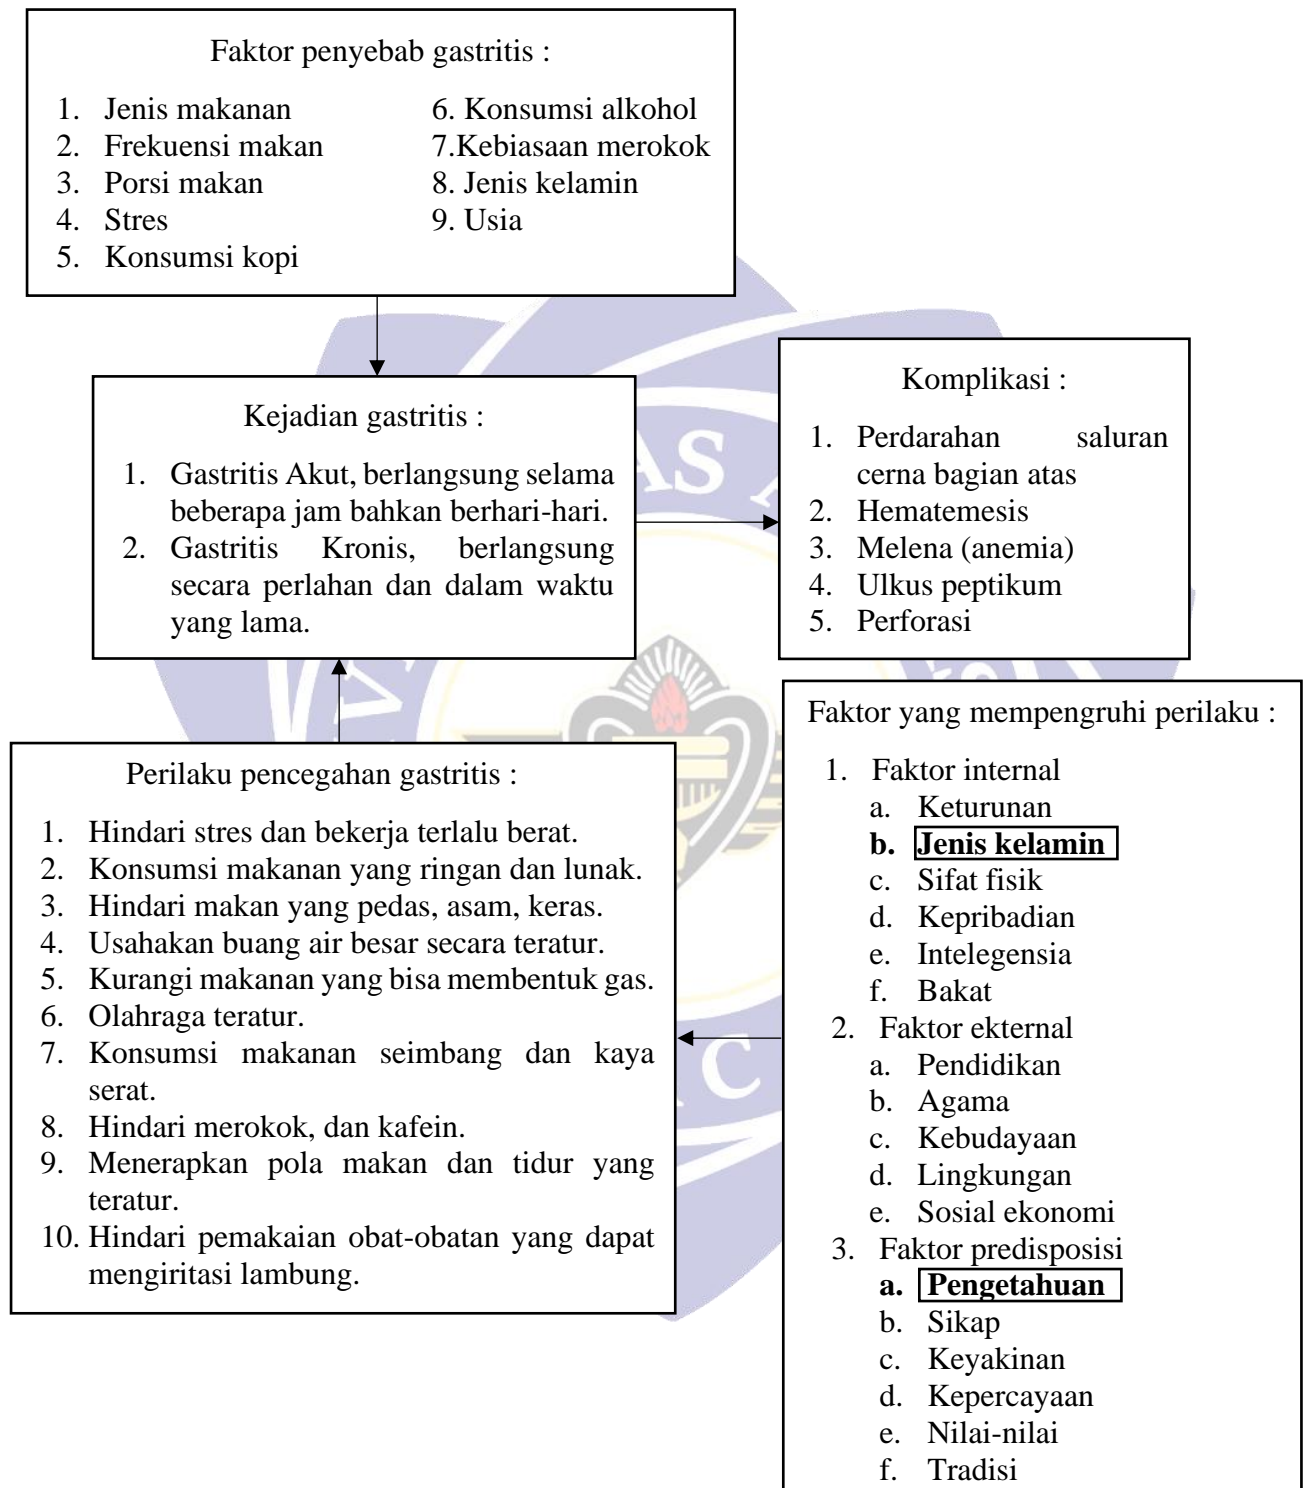 Faktor penyebab gastritis :
1. Jenis makanan
2. Frekuensi makan
3. Porsi makan
4. Stres
5. Konsumsi kopi
6. Konsumsi alkohol
7.Kebiasaan merokok
8. Jenis kelamin
9. Usia
Kejadian gastritis :
1. Gastritis Akut, berlangsung selama
beberapa jam bahkan berhari-hari.
2. Gastritis Kronis, berlangsung
secara perlahan dan dalam waktu
yang lama.
Komplikasi :
1. Perdarahan saluran
cerna bagian atas
2. Hematemesis
3. Melena (anemia)
4. Ulkus peptikum
5. Perforasi
Perilaku pencegahan gastritis :
1. Hindari stres dan bekerja terlalu berat.
2. Konsumsi makanan yang ringan dan lunak.
3. Hindari makan yang pedas, asam, keras.
4. Usahakan buang air besar secara teratur.
5. Kurangi makanan yang bisa membentuk gas.
6. Olahraga teratur.
7. Konsumsi makanan seimbang dan kaya
serat.
8. Hindari merokok, dan kafein.
9. Menerapkan pola makan dan tidur yang
teratur.
10. Hindari pemakaian obat-obatan yang dapat
mengiritasi lambung.
Faktor yang mempengruhi perilaku :
1. Faktor internal
a. Keturunan
b. Jenis kelamin
c. Sifat fisik
d. Kepribadian
e. Intelegensia
f. Bakat
2. Faktor ekternal
a. Pendidikan
b. Agama
c. Kebudayaan
d. Lingkungan
e. Sosial ekonomi
3. Faktor predisposisi
a. Pengetahuan
b. Sikap
c. Keyakinan
d. Kepercayaan
e. Nilai-nilai
f. Tradisi